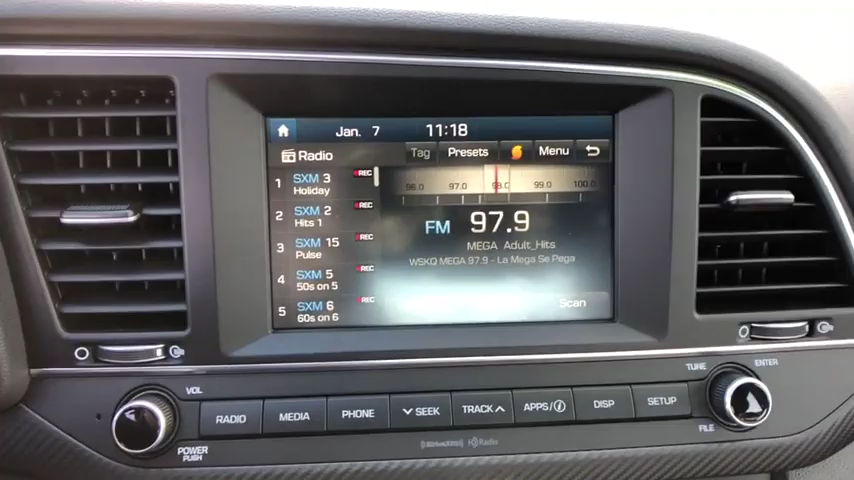 Jan. 7 11:18
Radio Tag Presets Menu
1 SXM 3 REC
Holiday
2 SXM 2 REC
Hits 1
3 SXM 15 REC
Pulse
4 SXM 5 REC
50s on 5
5 SXM 6 REC
60s on 6
96.0 97.0 98.0 99.0 100.0
FM 97.9
MEGA Adult_Hits
WSKQ MEGA 97.9 - La Mega Se Pega
Scan
VOL
POWER
PUSH
RADIO MEDIA PHONE SEEK TRACK APPS/i DISP SETUP
TUNE
ENTER
FILE
SiriusXM HD Radio